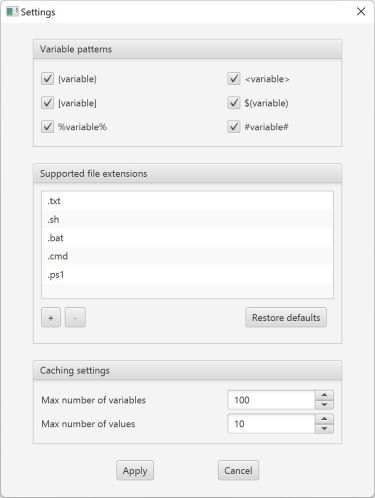 Settings
Variable patterns
{variable} <variable>
[variable] $(variable)
%variable% #variable#
Supported file extensions
.txt
.sh
.bat
.cmd
.ps1
+ - Restore defaults
Caching settings
Max number of variables 100
Max number of values 10
Apply Cancel